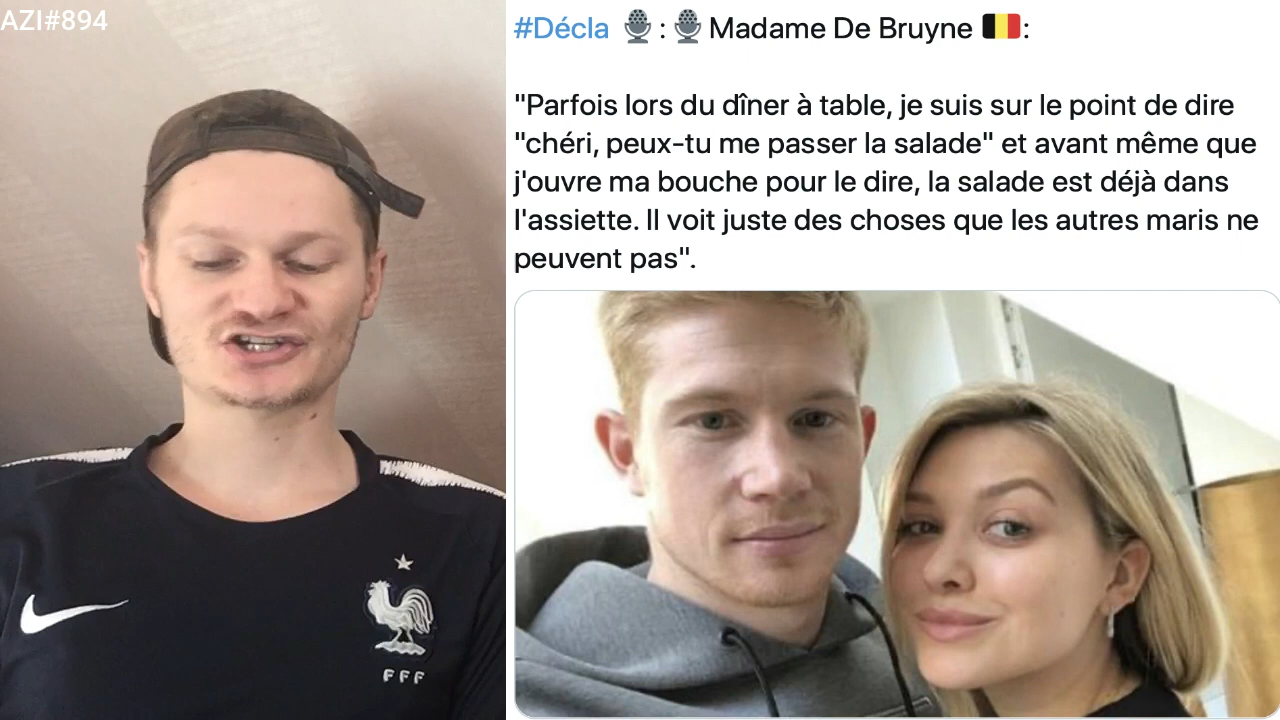 AZI#894
#Décla 🎙️ : 🎙️ Madame De Bruyne 🇧🇪:
"Parfois lors du dîner à table, je suis sur le point de dire
"chéri, peux-tu me passer la salade" et avant même que
j'ouvre ma bouche pour le dire, la salade est déjà dans
l'assiette. Il voit juste des choses que les autres maris ne
peuvent pas".
FFF